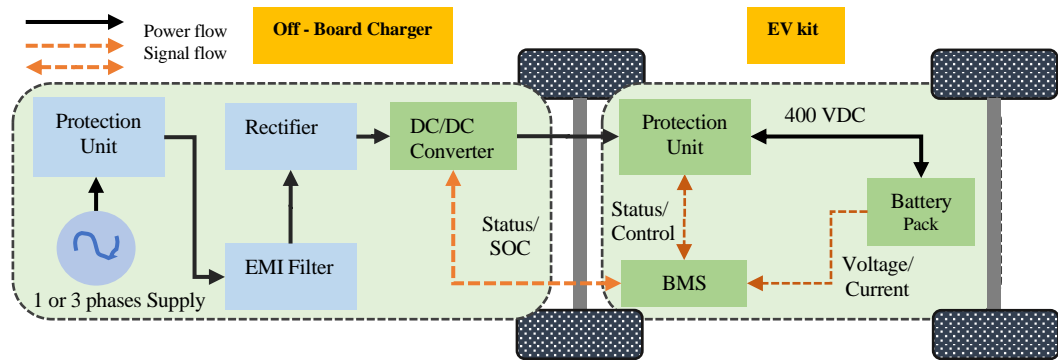 Power flow
Signal flow
Off - Board Charger
EV kit
Protection
Unit
Rectifier
DC/DC
Converter
Protection
Unit
400 VDC
Battery
Pack
Status/
SOC
Status/
Control
EMI Filter
BMS
Voltage/
Current
1 or 3 phases Supply